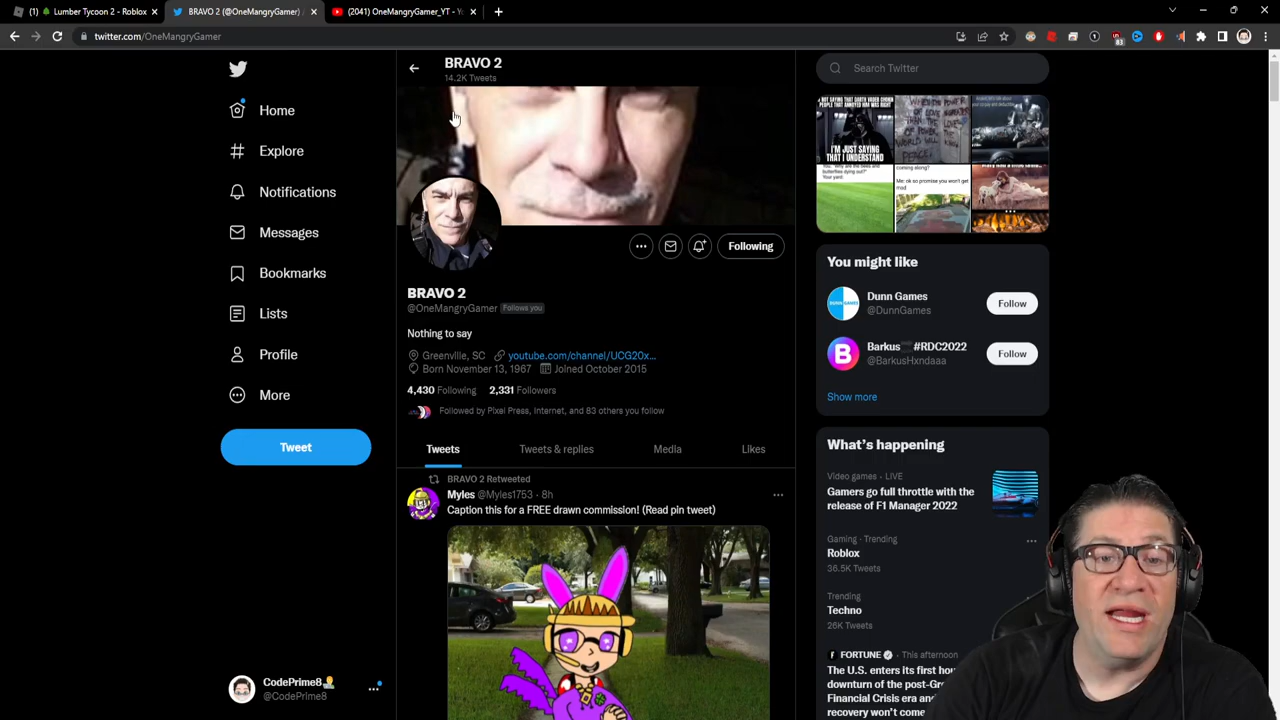 (1) 🌲 Lumber Tycoon 2 - Roblox
BRAVO 2 (@OneMangryGamer) /
(2041) OneMangryGamer_YT - Yo
twitter.com/OneMangryGamer
83
BRAVO 2
14.2K Tweets
Search Twitter
Home
Explore
Notifications
Messages
Bookmarks
Lists
Profile
More
Tweet
I'M JUST SAYING
THAT I UNDERSTAND
Following
BRAVO 2
@OneMangryGamer Follows you
Nothing to say
Greenville, SC youtube.com/channel/UCG20x...
Born November 13, 1967 Joined October 2015
4,430 Following 2,331 Followers
Followed by Pixel Press, Internet, and 83 others you follow
Tweets Tweets & replies Media Likes
BRAVO 2 Retweeted
Myles @Myles1753 · 8h
Caption this for a FREE drawn commission! (Read pin tweet)
You might like
Dunn Games
@DunnGames
Follow
Barkus #RDC2022
@BarkusHxndaaa
Follow
Show more
What's happening
Video games · LIVE
Gamers go full throttle with the
release of F1 Manager 2022
Gaming · Trending
Roblox
36.5K Tweets
Trending
Techno
26K Tweets
FORTUNE · This afternoon
The U.S. enters its first hou
downturn of the post-Gr
Financial Crisis era an
recovery won't come
CodePrime8
@CodePrime8
DUNN
GAMES
B